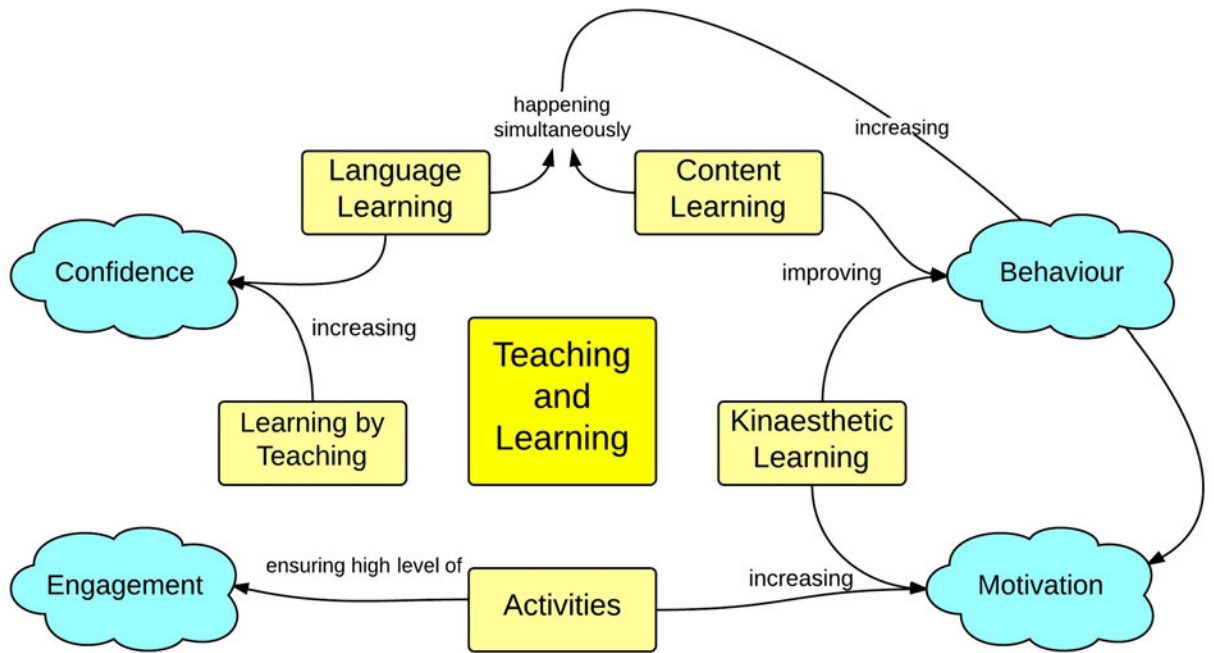 happening
simultaneously
increasing
Language
Learning
Content
Learning
Confidence
improving
Behaviour
increasing
Teaching
and
Learning
Learning by
Teaching
Kinaesthetic
Learning
ensuring high level of
Engagement
Activities
increasing
Motivation